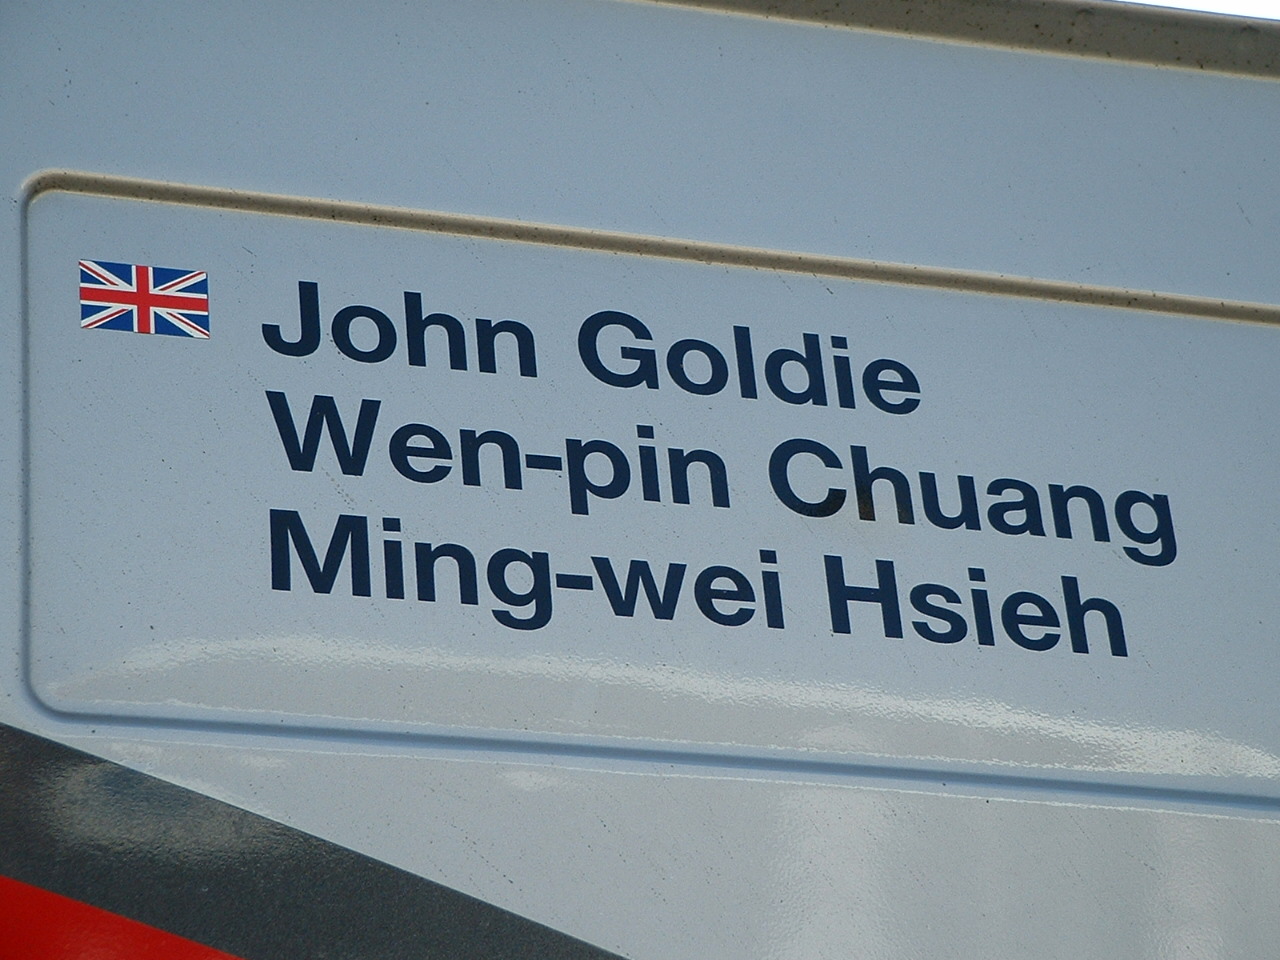 John Goldie
Wen-pin Chuang
Ming-wei Hsieh